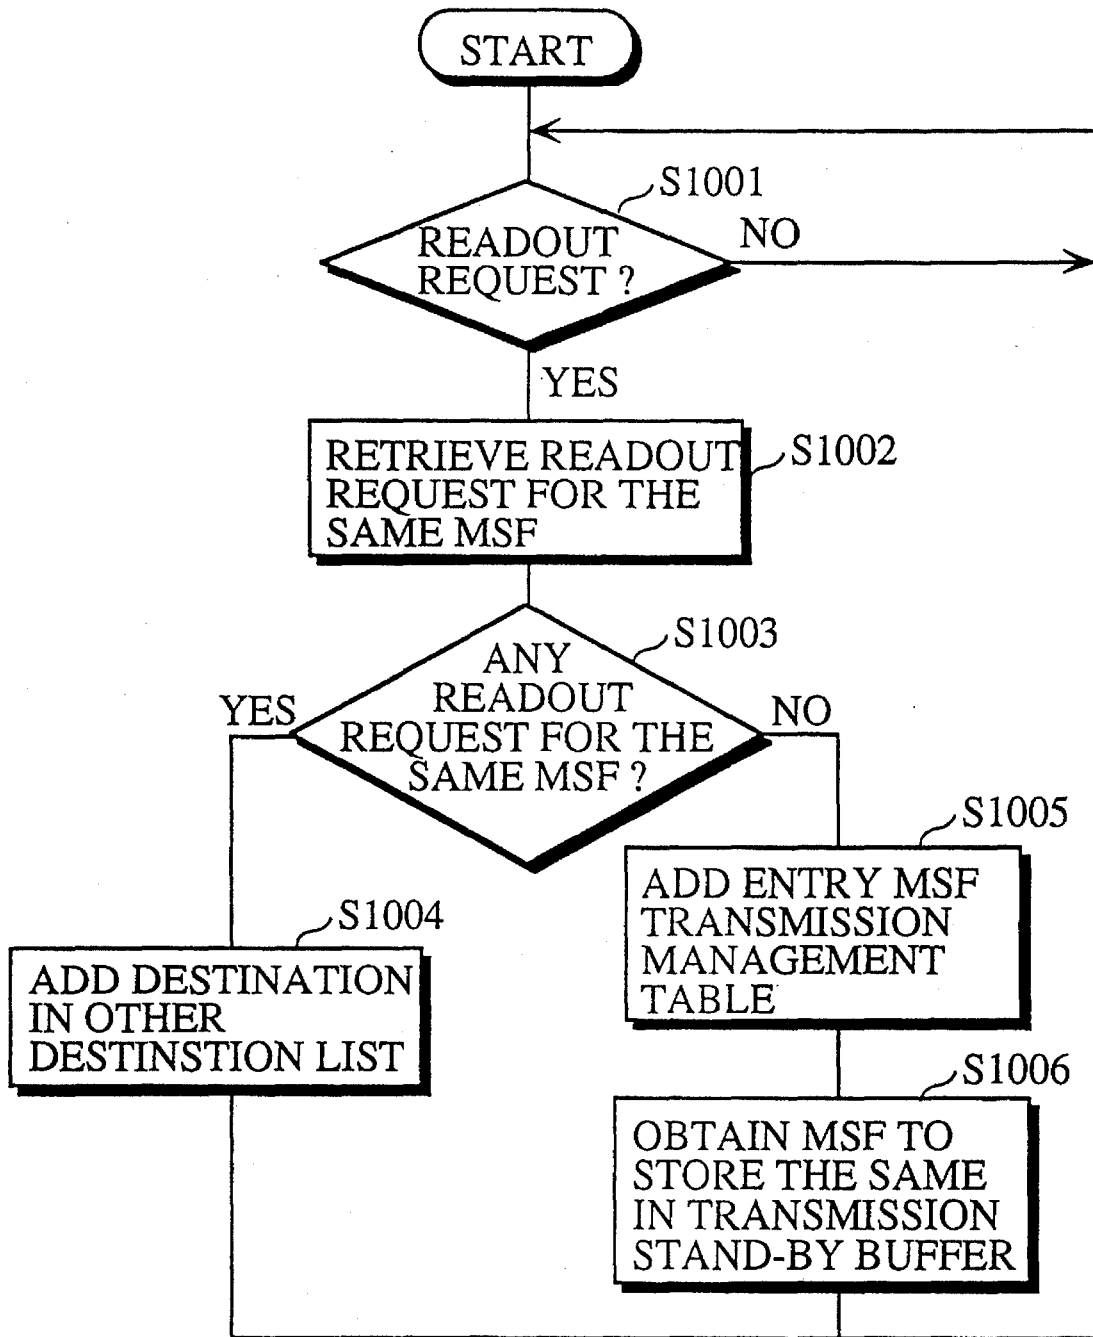 START
S1001
READOUT
REQUEST ?
NO
YES
RETRIEVE READOUT
REQUEST FOR THE
SAME MSF
S1002
ANY
READOUT
REQUEST FOR THE
SAME MSF ?
S1003
YES
NO
S1004
ADD DESTINATION
IN OTHER
DESTINSTION LIST
S1005
ADD ENTRY MSF
TRANSMISSION
MANAGEMENT
TABLE
S1006
OBTAIN MSF TO
STORE THE SAME
IN TRANSMISSION
STAND-BY BUFFER